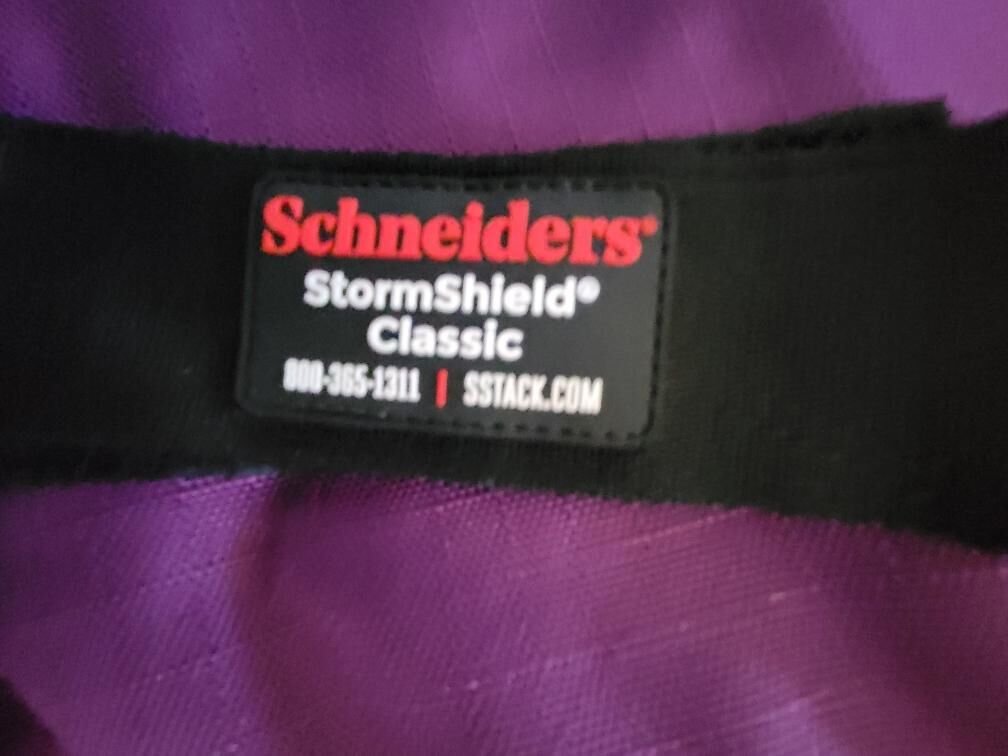 Schneiders®
StormShield®
Classic
800-365-1311 | SSTACK.COM